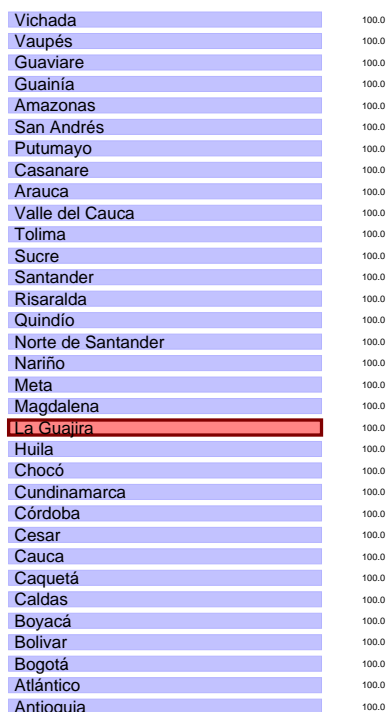 Vichada 100.0
Vaupés 100.0
Guaviare 100.0
Guainía 100.0
Amazonas 100.0
San Andrés 100.0
Putumayo 100.0
Casanare 100.0
Arauca 100.0
Valle del Cauca 100.0
Tolima 100.0
Sucre 100.0
Santander 100.0
Risaralda 100.0
Quindío 100.0
Norte de Santander 100.0
Nariño 100.0
Meta 100.0
Magdalena 100.0
La Guajira 100.0
Huila 100.0
Chocó 100.0
Cundinamarca 100.0
Córdoba 100.0
Cesar 100.0
Cauca 100.0
Caquetá 100.0
Caldas 100.0
Boyacá 100.0
Bolivar 100.0
Bogotá 100.0
Atlántico 100.0
Antioquia 100.0